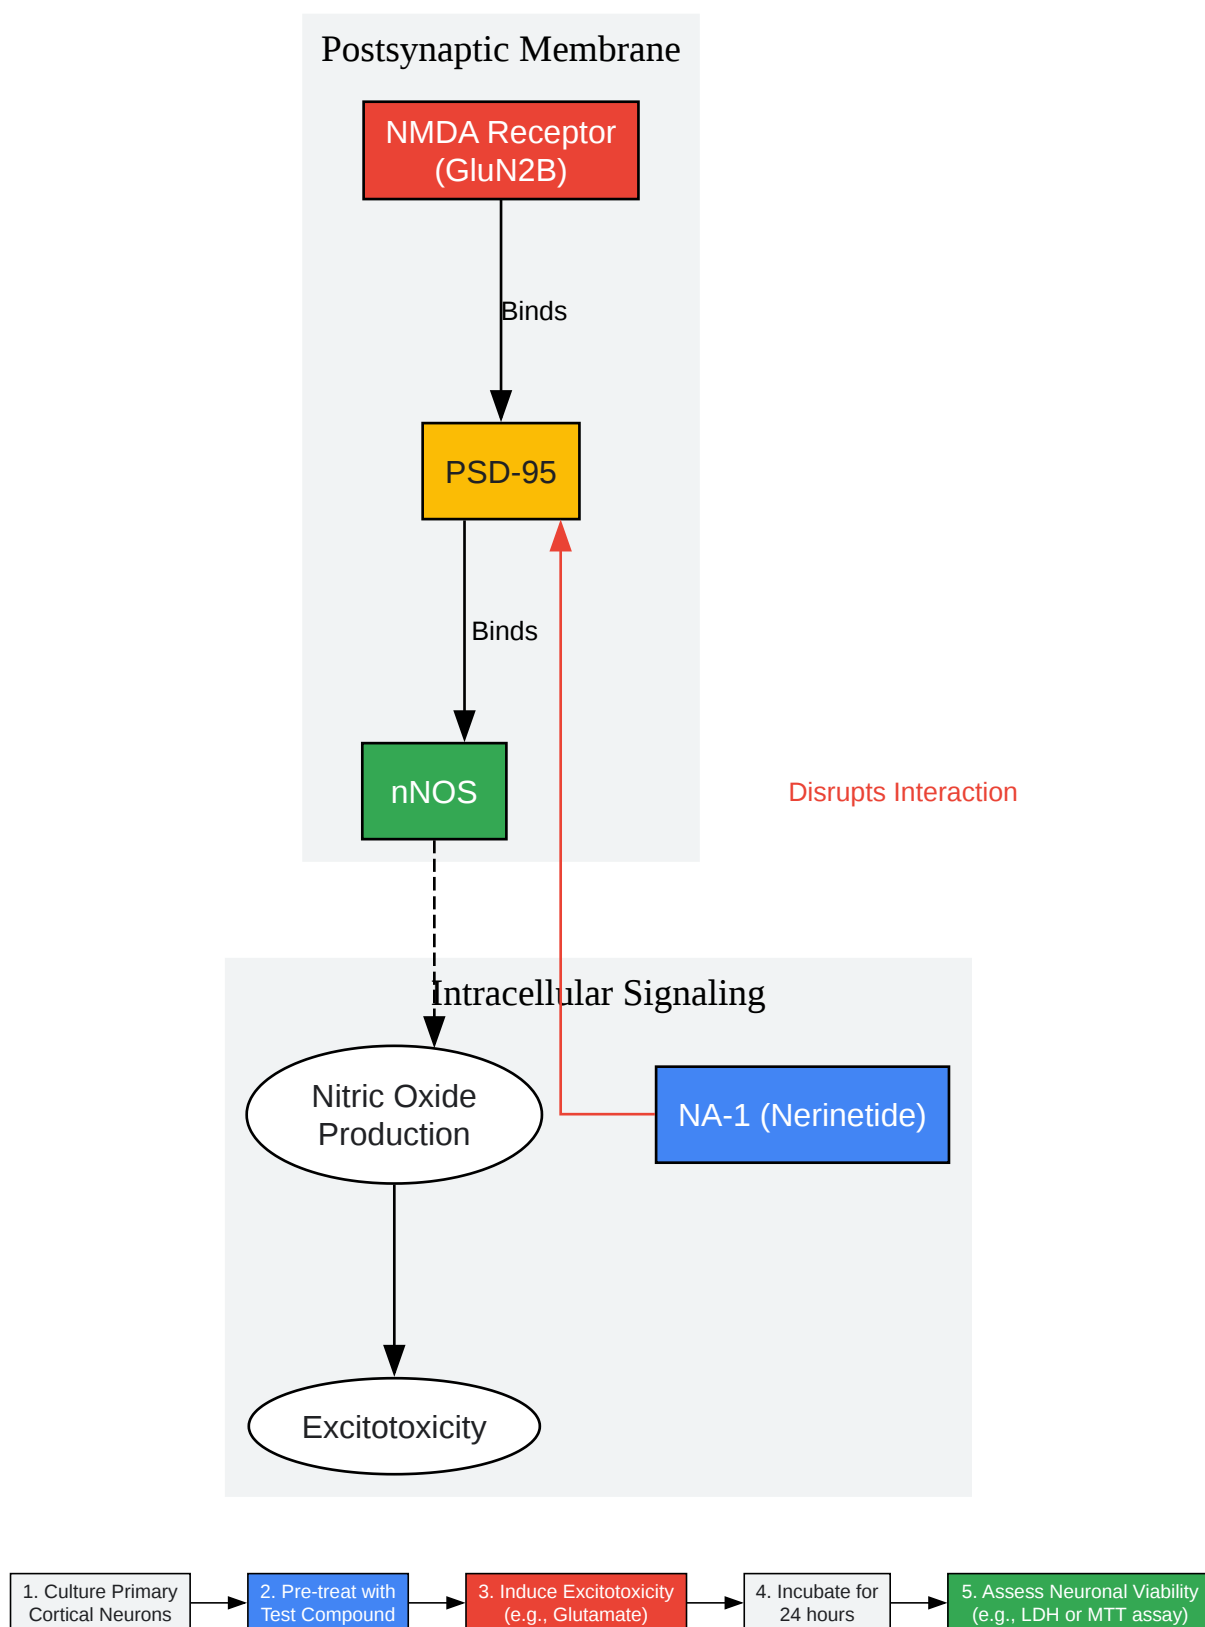 Postsynaptic Membrane
NMDA Receptor
(GluN2B)
Binds
PSD-95
Binds
nNOS
Disrupts Interaction
Intracellular Signaling
Nitric Oxide
Production
NA-1 (Nerinetide)
Excitotoxicity
1. Culture Primary
Cortical Neurons
2. Pre-treat with
Test Compound
3. Induce Excitotoxicity
(e.g., Glutamate)
4. Incubate for
24 hours
5. Assess Neuronal Viability
(e.g., LDH or MTT assay)